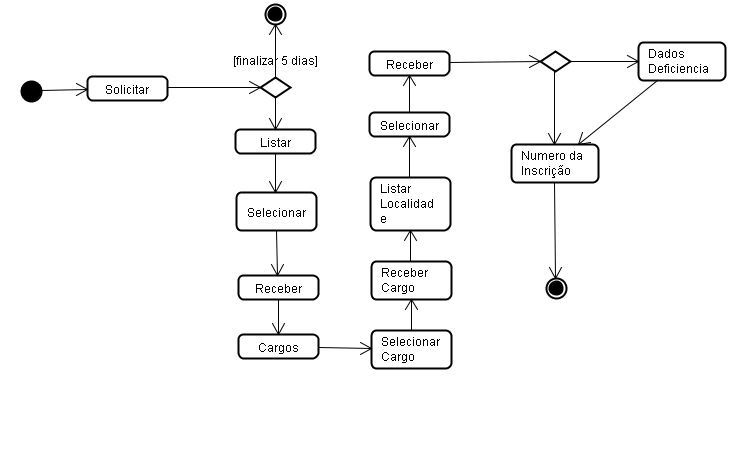 [finalizar 5 dias]
Solicitar
Listar
Selecionar
Receber
Cargos
Selecionar
Cargo
Receber
Cargo
Listar
Localidad
e
Selecionar
Receber
Dados
Deficiencia
Numero da
Inscrição